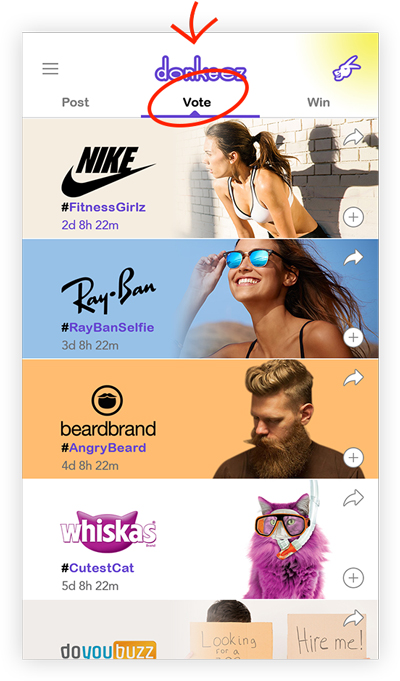 donkeez
Post
Vote
Win
NIKE
#FitnessGirlz
2d 8h 22m
Ray-Ban
#RayBanSelfie
3d 8h 22m
beardbrand
#AngryBeard
4d 8h 22m
whiskas
#CutestCat
5d 8h 22m
doyoubuzz
Looking
for a
Hire me!